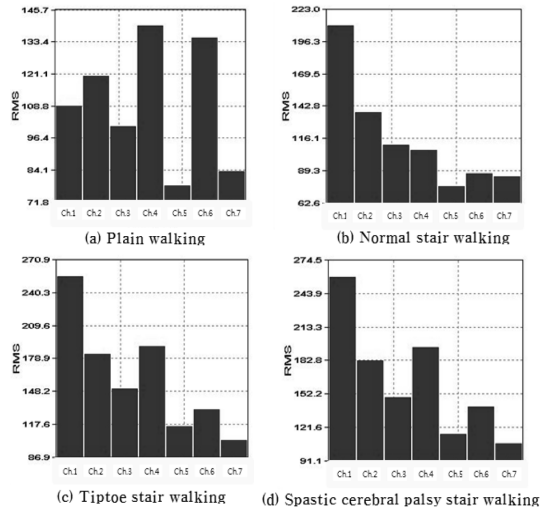 145.7
133.4
121.1
108.8
96.4
84.1
71.8
RMS
Ch.1 Ch.2 Ch.3 Ch.4 Ch.5 Ch.6 Ch.7
(a) Plain walking
223.0
196.3
169.5
142.8
116.1
89.3
62.6
RMS
Ch.1 Ch.2 Ch.3 Ch.4 Ch.5 Ch.6 Ch.7
(b) Normal stair walking
270.9
240.3
209.6
178.9
148.2
117.6
86.9
RMS
Ch.1 Ch.2 Ch.3 Ch.4 Ch.5 Ch.6 Ch.7
(c) Tiptoe stair walking
274.5
243.9
213.3
182.8
152.2
121.6
91.1
RMS
Ch.1 Ch.2 Ch.3 Ch.4 Ch.5 Ch.6 Ch.7
(d) Spastic cerebral palsy stair walking